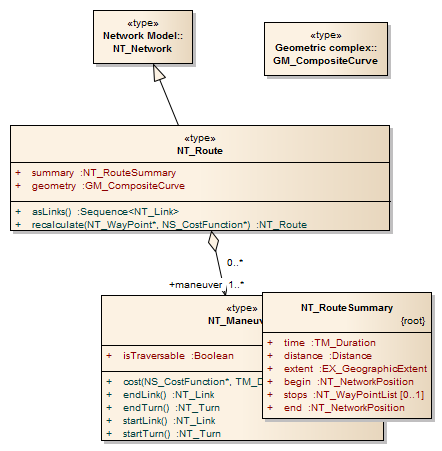 «type»
Network Model::
NT_Network
«type»
Geometric complex::
GM_CompositeCurve
«type»
NT_Route
+ summary :NT_RouteSummary
+ geometry :GM_CompositeCurve
+ asLinks() :Sequence<NT_Link>
+ recalculate(NT_WayPoint*, NS_CostFunction*) :NT_Route
0..*
+maneuver 1..*
«type»
NT_Maneuv
+ isTraversable :Boolean
+ cost(NS_CostFunction*, TM_D
+ endLink() :NT_Link
+ endTurn() :NT_Turn
+ startLink() :NT_Link
+ startTurn() :NT_Turn
NT_RouteSummary
{root}
+ time :TM_Duration
+ distance :Distance
+ extent :EX_GeographicExtent
+ begin :NT_NetworkPosition
+ stops :NT_WayPointList [0..1]
+ end :NT_NetworkPosition